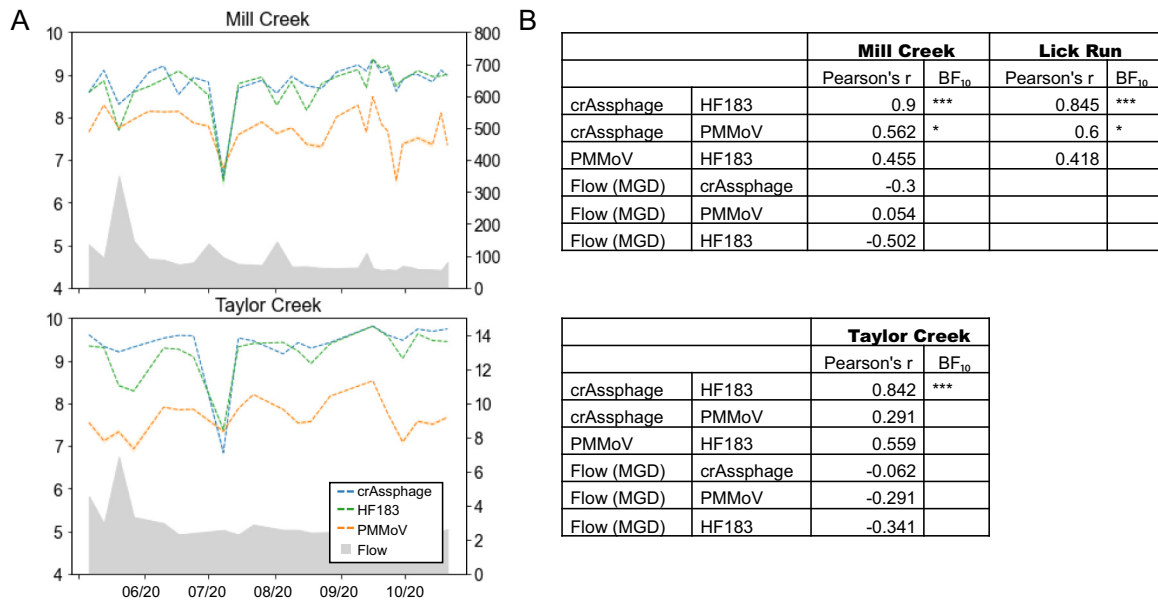 A
Mill Creek
10
9
8
7
6
5
4
800
700
600
500
400
300
200
100
0
Taylor Creek
10
9
8
7
6
5
4
14
12
10
8
6
4
2
0
crAssphage
HF183
PMMoV
Flow
06/20 07/20 08/20 09/20 10/20
B
Mill Creek Lick Run
Pearson's r BF₁₀ Pearson's r BF₁₀
crAssphage HF183 0.9 *** 0.845 ***
crAssphage PMMoV 0.562 * 0.6 *
PMMoV HF183 0.455 0.418
Flow (MGD) crAssphage -0.3
Flow (MGD) PMMoV 0.054
Flow (MGD) HF183 -0.502
Taylor Creek
Pearson's r BF₁₀
crAssphage HF183 0.842 ***
crAssphage PMMoV 0.291
PMMoV HF183 0.559
Flow (MGD) crAssphage -0.062
Flow (MGD) PMMoV -0.291
Flow (MGD) HF183 -0.341